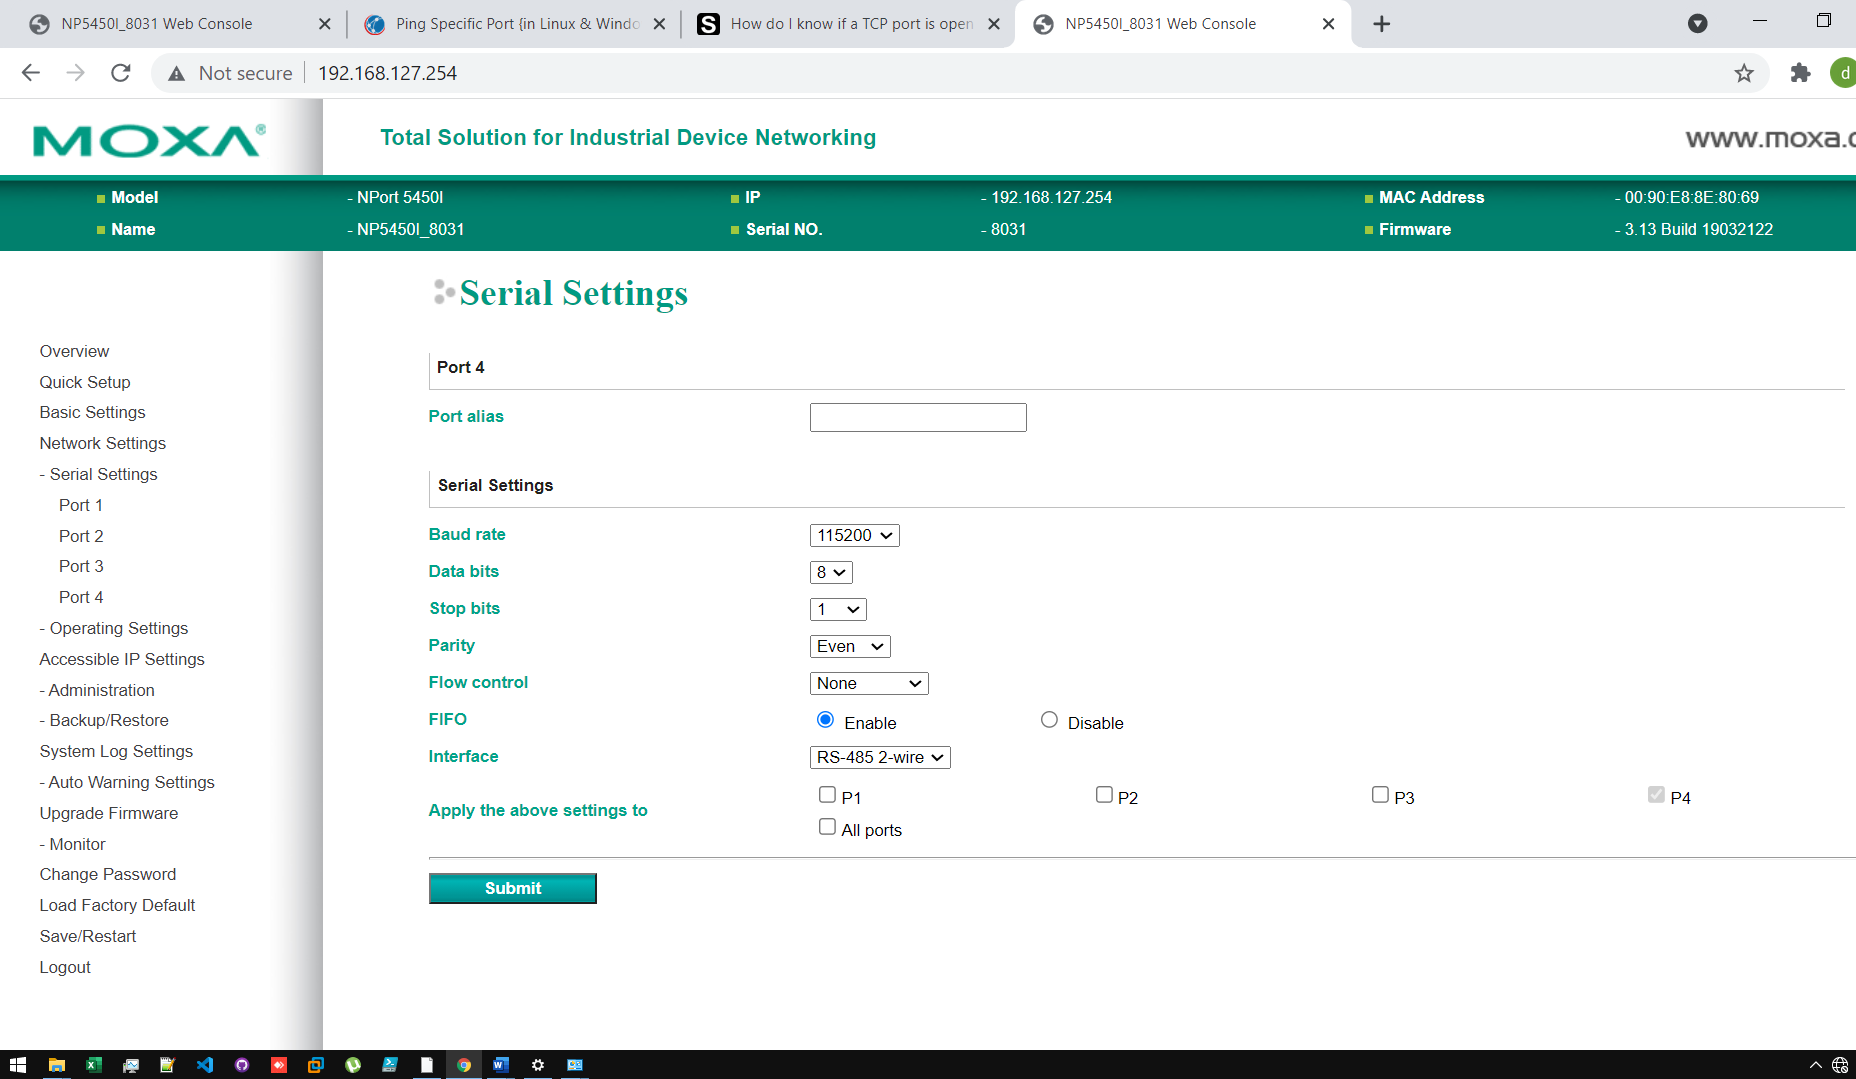 NP5450I_8031 Web Console
Ping Specific Port {in Linux & Windo
How do I know if a TCP port is open
NP5450I_8031 Web Console
Not secure 192.168.127.254
d
MOXA®
Total Solution for Industrial Device Networking
www.moxa.c
Model - NPort 5450I IP - 192.168.127.254 MAC Address - 00:90:E8:8E:80:69
Name - NP5450I_8031 Serial NO. - 8031 Firmware - 3.13 Build 19032122
Overview
Quick Setup
Basic Settings
Network Settings
- Serial Settings
Port 1
Port 2
Port 3
Port 4
- Operating Settings
Accessible IP Settings
- Administration
- Backup/Restore
System Log Settings
- Auto Warning Settings
Upgrade Firmware
- Monitor
Change Password
Load Factory Default
Save/Restart
Logout
Serial Settings
Port 4
Port alias
Serial Settings
Baud rate 115200
Data bits 8
Stop bits 1
Parity Even
Flow control None
FIFO Enable Disable
Interface RS-485 2-wire
Apply the above settings to P1 P2 P3 P4
All ports
Submit